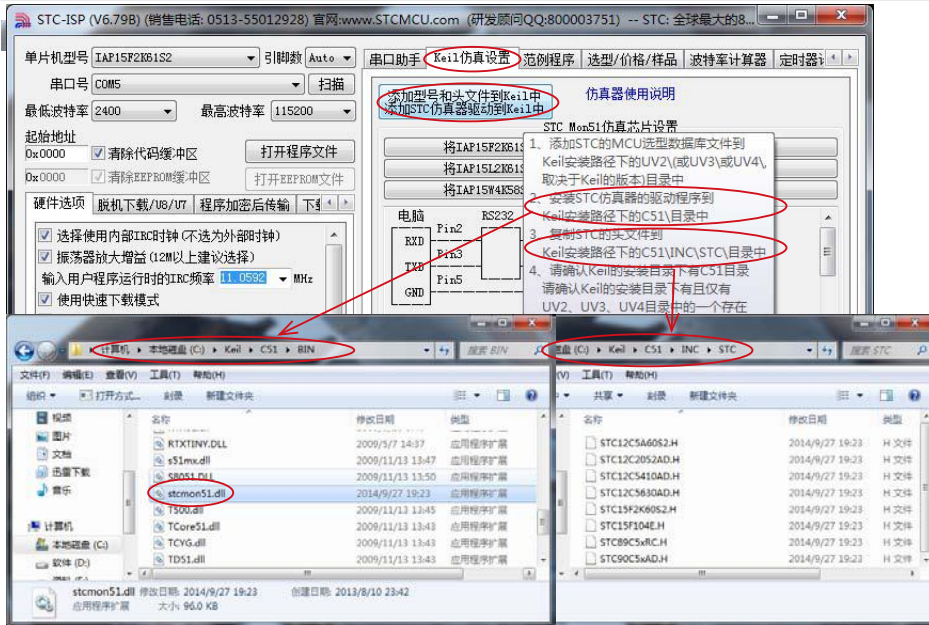 STC-ISP (V6.79B) (销售电话: 0513-55012928) 官网:www.STCMCU.com (研发顾问QQ:800003751) -- STC: 全球最大的8...
单片机型号 IAP15F2K61S2 引脚数 Auto
串口号 COM5 扫描
最低波特率 2400 最高波特率 115200
起始地址
0x0000 清除代码缓冲区 打开程序文件
0x0000 清除EEPROM缓冲区 打开EEPROM文件
硬件选项 脱机下载/U8/U7 程序加密后传输
选择使用内部IRC时钟(不选为外部时钟)
振荡器放大增益(12M以上建议选择)
输入用户程序运行时的IRC频率 11.0592 MHz
使用快速下载模式
串口助手 Keil仿真设置 范例程序 选型/价格/样品 波特率计算器 定时器
添加型号和头文件到Keil中
添加STC仿真器驱动到Keil中
仿真器使用说明
STC Mon51仿真芯片设置
将IAP15F2K61S
将IAP15L2K61S
将IAP15W4K58S
电脑 RS232
RXD Pin2
TXD Pin3
GND Pin5
1、添加STC的MCU选型数据库文件到
Keil安装路径下的UV2\(或UV3\或UV4\,
取决于Keil的版本)目录中
2、安装STC仿真器的驱动程序到
Keil安装路径下的C51\目录中
3、复制STC的头文件到
Keil安装路径下的C51\INC\STC\目录中
4、请确认Keil的安装目录下有C51目录
请确认Keil的安装目录下有且仅有
UV2、UV3、UV4目录中的一个存在
计算机 本地磁盘 (C:) Keil C51 BIN 搜索 BIN
文件(F) 编辑(E) 查看(V) 工具(T) 帮助(H)
组织 打开方式... 刻录 新建文件夹
视频
图片
文档
迅雷下载
音乐
计算机
本地磁盘 (C:)
软件 (D:)
名称 修改日期 类型
RTXTINY.DLL 2009/5/7 14:37 应用程序扩展
s51mx.dll 2009/11/13 13:47 应用程序扩展
S8051.DLL 2009/11/13 13:50 应用程序扩展
stcmon51.dll 2014/9/27 19:23 应用程序扩展
T500.dll 2009/11/13 13:45 应用程序扩展
TCore51.dll 2009/11/13 13:43 应用程序扩展
TCYG.dll 2009/11/13 13:43 应用程序扩展
TD51.dll 2009/11/13 13:43 应用程序扩展
stcmon51.dll 修改日期: 2014/9/27 19:23 创建日期: 2013/8/10 23:42
应用程序扩展 大小: 96.0 KB
(C:) Keil C51 INC STC 搜索 STC
(V) 工具(T) 帮助(H)
共享 刻录 新建文件夹
名称 修改日期 类型
STC12C5A60S2.H 2014/9/27 19:23 H 文件
STC12C2052AD.H 2014/9/27 19:23 H 文件
STC12C5410AD.H 2014/9/27 19:23 H 文件
STC12C5630AD.H 2014/9/27 19:23 H 文件
STC15F2K60S2.H 2014/9/27 19:23 H 文件
STC15F104E.H 2014/9/27 19:23 H 文件
STC89C5xRC.H 2014/9/27 19:23 H 文件
STC90C5xAD.H 2014/9/27 19:23 H 文件